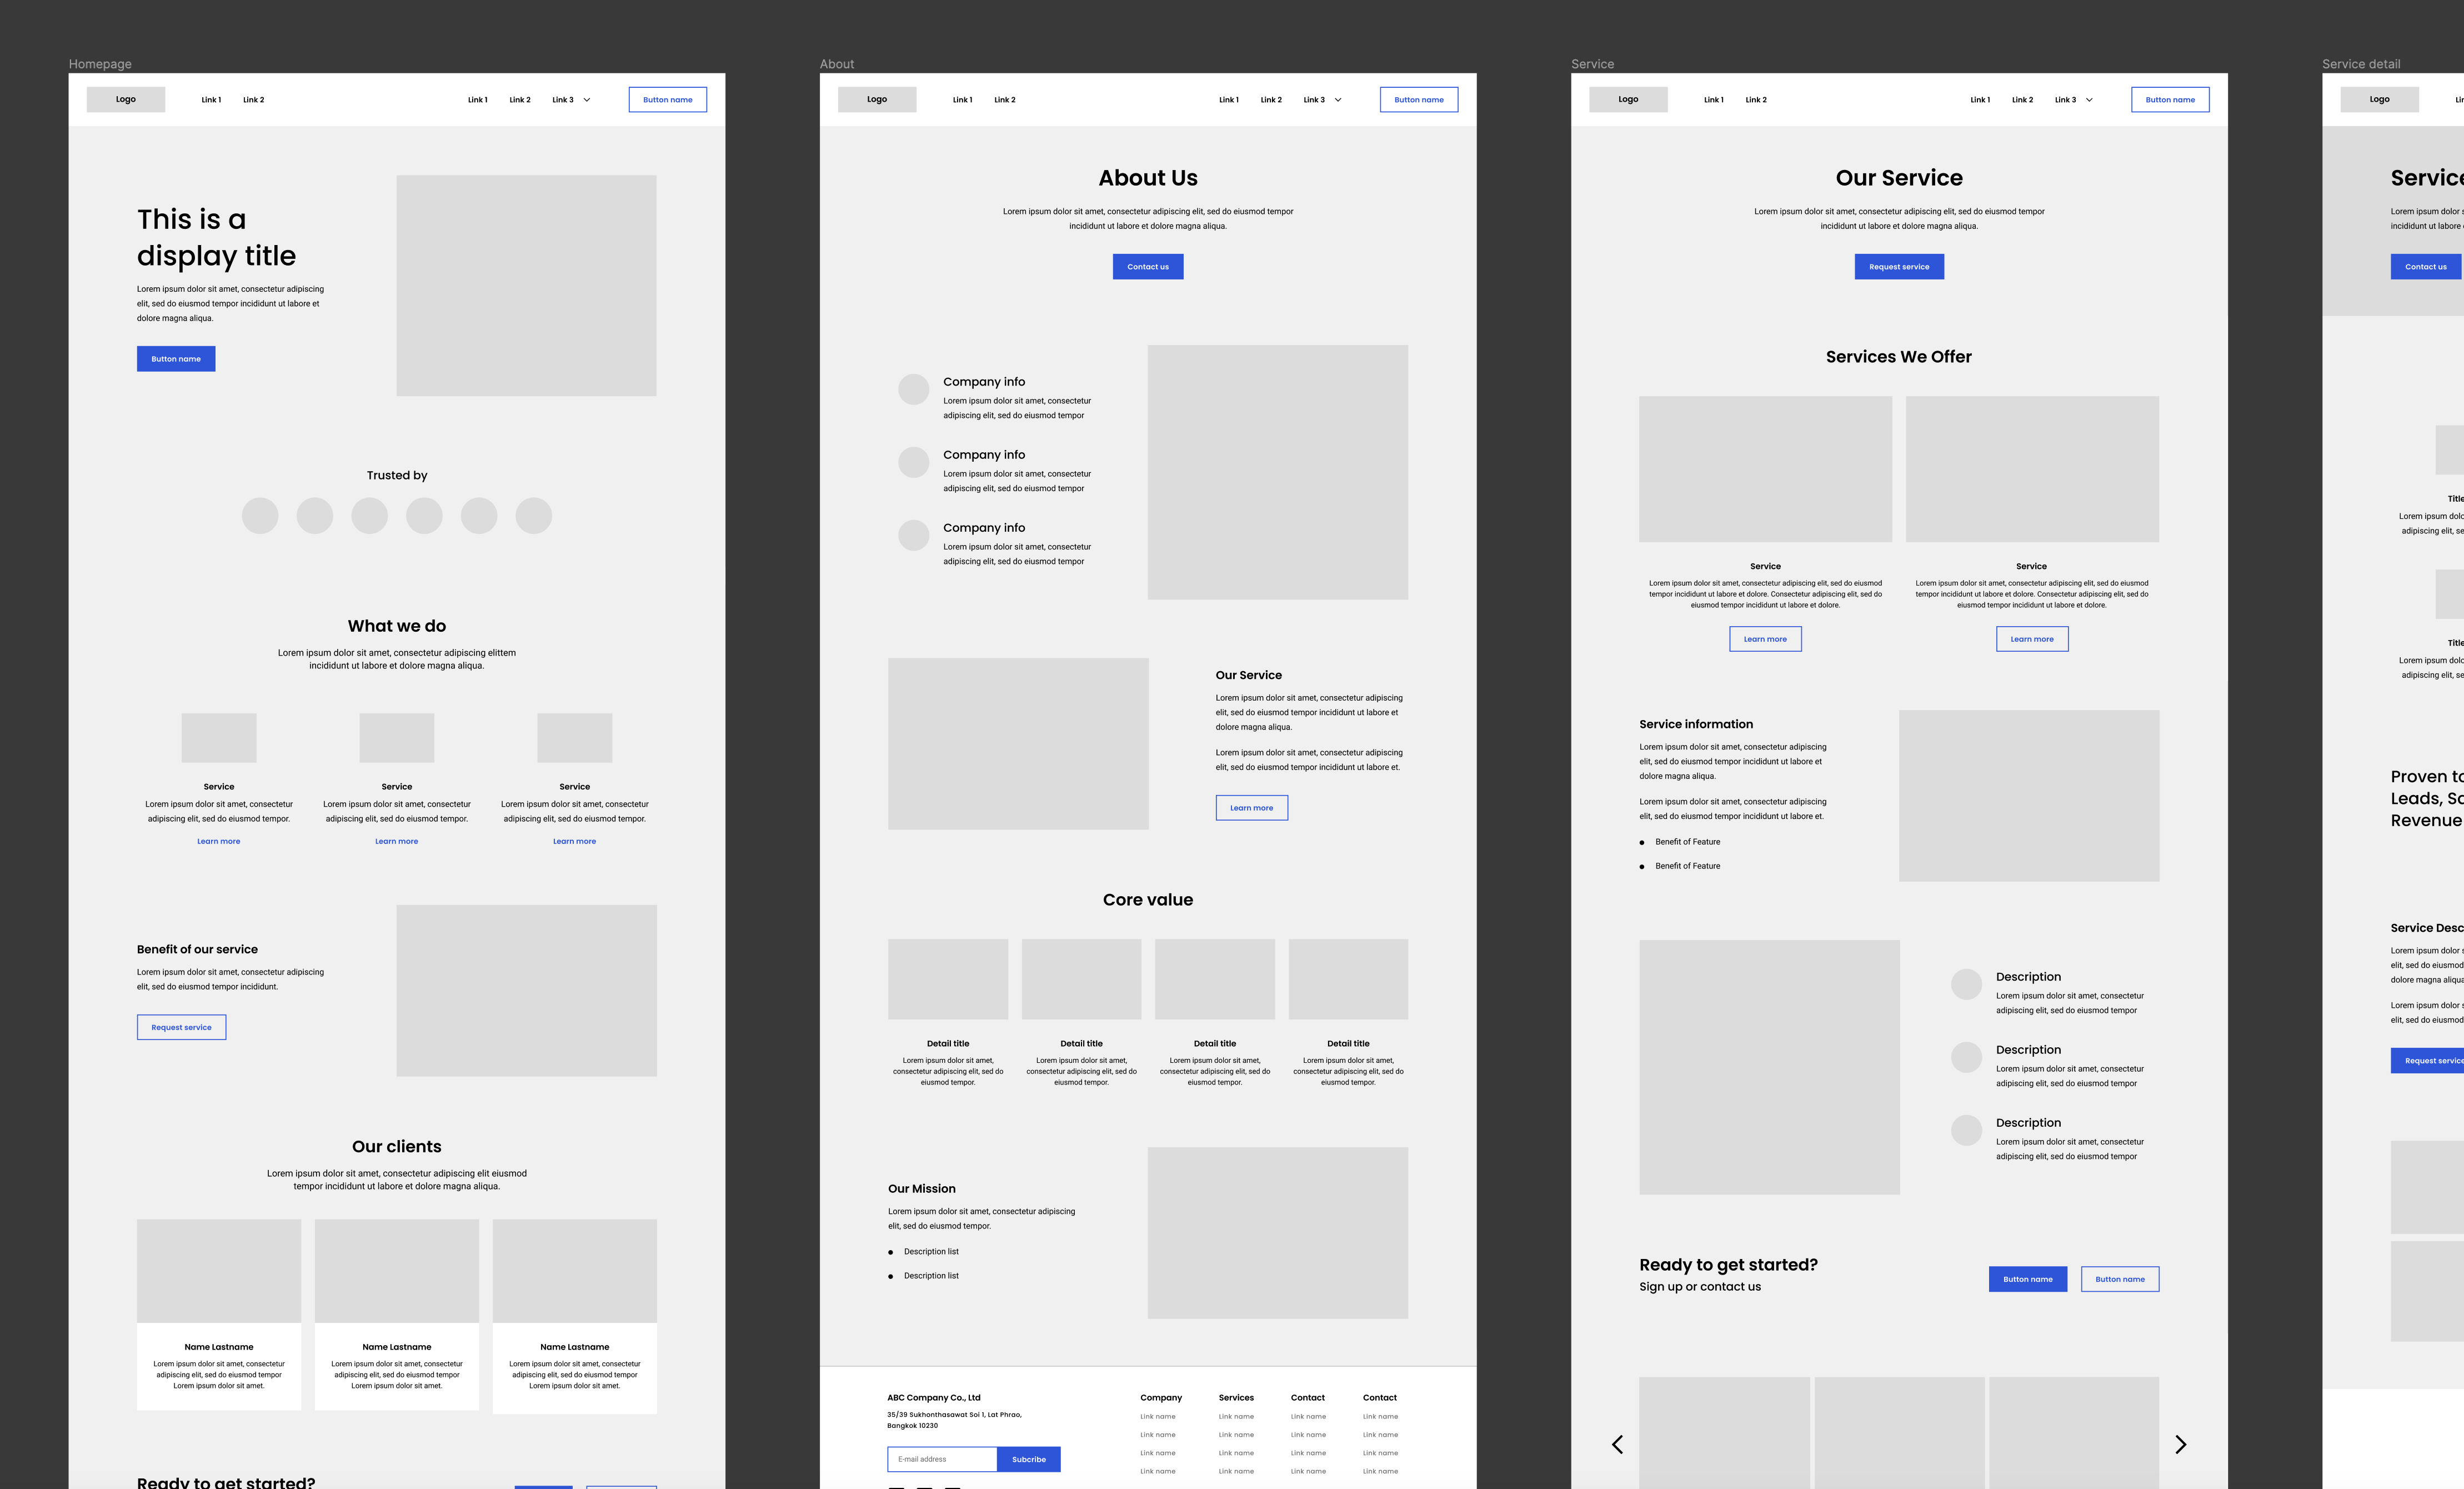 Homepage
Logo
Link 1
Link 2
Link 1
Link 2
Link 3
Button name
This is a
display title
Lorem ipsum dolor sit amet, consectetur adipiscing
elit, sed do eiusmod tempor incididunt ut labore et
dolore magna aliqua.
Button name
Trusted by
What we do
Lorem ipsum dolor sit amet, consectetur adipiscing elittem
incididunt ut labore et dolore magna aliqua.
Service
Lorem ipsum dolor sit amet, consectetur
adipiscing elit, sed do eiusmod tempor.
Learn more
Service
Lorem ipsum dolor sit amet, consectetur
adipiscing elit, sed do eiusmod tempor.
Learn more
Service
Lorem ipsum dolor sit amet, consectetur
adipiscing elit, sed do eiusmod tempor.
Learn more
Benefit of our service
Lorem ipsum dolor sit amet, consectetur adipiscing
elit, sed do eiusmod tempor incididunt.
Request service
Our clients
Lorem ipsum dolor sit amet, consectetur adipiscing elit eiusmod
tempor incididunt ut labore et dolore magna aliqua.
Name Lastname
Lorem ipsum dolor sit amet, consectetur
adipiscing elit, sed do eiusmod tempor
Lorem ipsum dolor sit amet.
Name Lastname
Lorem ipsum dolor sit amet, consectetur
adipiscing elit, sed do eiusmod tempor
Lorem ipsum dolor sit amet.
Name Lastname
Lorem ipsum dolor sit amet, consectetur
adipiscing elit, sed do eiusmod tempor
Lorem ipsum dolor sit amet.
Ready to get started?
About
Logo
Link 1
Link 2
Link 1
Link 2
Link 3
Button name
About Us
Lorem ipsum dolor sit amet, consectetur adipiscing elit, sed do eiusmod tempor
incididunt ut labore et dolore magna aliqua.
Contact us
Company info
Lorem ipsum dolor sit amet, consectetur
adipiscing elit, sed do eiusmod tempor
Company info
Lorem ipsum dolor sit amet, consectetur
adipiscing elit, sed do eiusmod tempor
Company info
Lorem ipsum dolor sit amet, consectetur
adipiscing elit, sed do eiusmod tempor
Our Service
Lorem ipsum dolor sit amet, consectetur adipiscing
elit, sed do eiusmod tempor incididunt ut labore et
dolore magna aliqua.
Lorem ipsum dolor sit amet, consectetur adipiscing
elit, sed do eiusmod tempor incididunt ut labore et.
Learn more
Core value
Detail title
Lorem ipsum dolor sit amet,
consectetur adipiscing elit, sed do
eiusmod tempor.
Detail title
Lorem ipsum dolor sit amet,
consectetur adipiscing elit, sed do
eiusmod tempor.
Detail title
Lorem ipsum dolor sit amet,
consectetur adipiscing elit, sed do
eiusmod tempor.
Detail title
Lorem ipsum dolor sit amet,
consectetur adipiscing elit, sed do
eiusmod tempor.
Our Mission
Lorem ipsum dolor sit amet, consectetur adipiscing
elit, sed do eiusmod tempor.
Description list
Description list
ABC Company Co., Ltd
35/39 Sukhonthasawat Soi 1, Lat Phrao,
Bangkok 10230
E-mail address
Subcribe
Company
Link name
Link name
Link name
Link name
Services
Link name
Link name
Link name
Link name
Contact
Link name
Link name
Link name
Link name
Contact
Link name
Link name
Link name
Link name
Service
Logo
Link 1
Link 2
Link 1
Link 2
Link 3
Button name
Our Service
Lorem ipsum dolor sit amet, consectetur adipiscing elit, sed do eiusmod tempor
incididunt ut labore et dolore magna aliqua.
Request service
Services We Offer
Service
Lorem ipsum dolor sit amet, consectetur adipiscing elit, sed do eiusmod
tempor incididunt ut labore et dolore. Consectetur adipiscing elit, sed do
eiusmod tempor incididunt ut labore et dolore.
Learn more
Service
Lorem ipsum dolor sit amet, consectetur adipiscing elit, sed do eiusmod
tempor incididunt ut labore et dolore. Consectetur adipiscing elit, sed do
eiusmod tempor incididunt ut labore et dolore.
Learn more
Service information
Lorem ipsum dolor sit amet, consectetur adipiscing
elit, sed do eiusmod tempor incididunt ut labore et
dolore magna aliqua.
Lorem ipsum dolor sit amet, consectetur adipiscing
elit, sed do eiusmod tempor incididunt ut labore et.
Benefit of Feature
Benefit of Feature
Description
Lorem ipsum dolor sit amet, consectetur
adipiscing elit, sed do eiusmod tempor
Description
Lorem ipsum dolor sit amet, consectetur
adipiscing elit, sed do eiusmod tempor
Description
Lorem ipsum dolor sit amet, consectetur
adipiscing elit, sed do eiusmod tempor
Ready to get started?
Sign up or contact us
Button name
Button name
Service detail
Logo
Service
Lorem ipsum dolor
incididunt ut labore
Contact us
Title
Lorem ipsum
adipiscing elit,
Title
Lorem ipsum
adipiscing elit,
Proven
Leads,
Revenue
Service
Lorem ipsum dolor
elit, sed do eiusmod
dolore magna
Lorem ipsum dolor
elit, sed do eiusmod
Request service